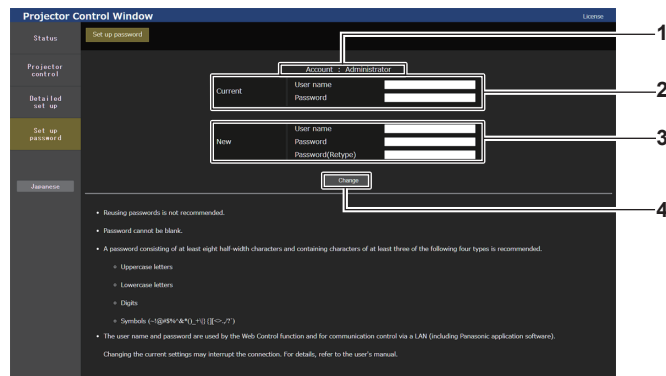 Projector Control Window
License
Status
Set up password
1
Account : Administrator
Projector
control
Current
User name
Password
2
Detailed
set up
Set up
password
New
User name
Password
Password(Retype)
3
Change
4
Japanese
• Reusing passwords is not recommended.
• Password cannot be blank.
• A password consisting of at least eight half-width characters and containing characters of at least three of the following four types is recommended.
Uppercase letters
Lowercase letters
Digits
Symbols
• The user name and password are used by the Web Control function and for communication control via a LAN (including Panasonic application software).
Changing the current settings may interrupt the connection. For details, refer to the user's manual.